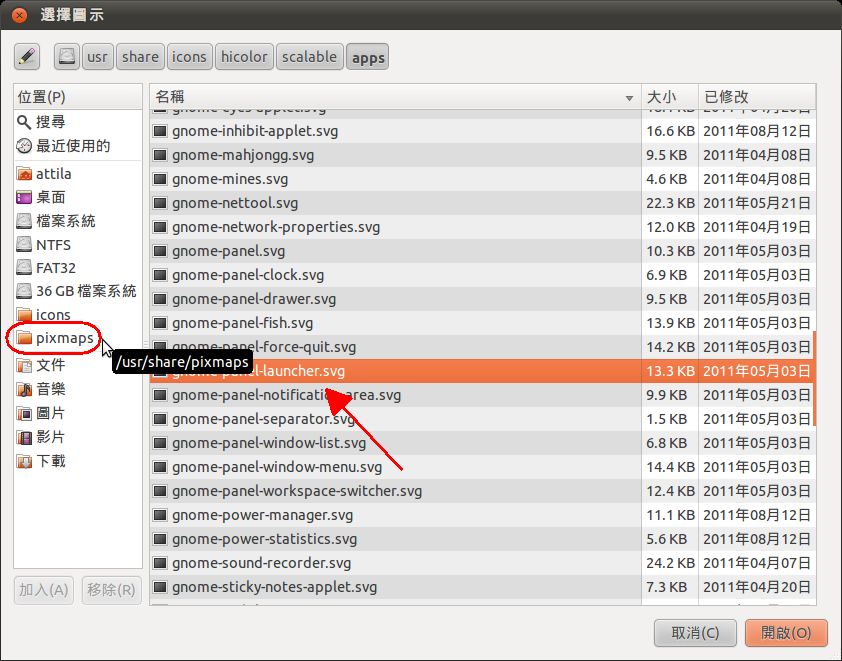 選擇圖示
usr share icons hicolor scalable apps
位置(P)
搜尋
最近使用的
attila
桌面
檔案系統
NTFS
FAT32
36 GB 檔案系統
icons
pixmaps
文件
音樂
圖片
影片
下載
加入(A) 移除(R)
/usr/share/pixmaps
名稱 大小 已修改
gnome-inhibit-applet.svg 16.6 KB 2011年08月12日
gnome-mahjongg.svg 9.5 KB 2011年04月08日
gnome-mines.svg 4.6 KB 2011年04月08日
gnome-nettool.svg 22.3 KB 2011年05月21日
gnome-network-properties.svg 12.0 KB 2011年04月19日
gnome-panel.svg 10.3 KB 2011年05月03日
gnome-panel-clock.svg 6.9 KB 2011年05月03日
gnome-panel-drawer.svg 9.5 KB 2011年05月03日
gnome-panel-fish.svg 13.9 KB 2011年05月03日
gnome-panel-force-quit.svg 14.2 KB 2011年05月03日
gnome-panel-launcher.svg 13.3 KB 2011年05月03日
gnome-panel-notification-area.svg 9.9 KB 2011年05月03日
gnome-panel-separator.svg 1.5 KB 2011年05月03日
gnome-panel-window-list.svg 6.8 KB 2011年05月03日
gnome-panel-window-menu.svg 14.4 KB 2011年05月03日
gnome-panel-workspace-switcher.svg 12.4 KB 2011年05月03日
gnome-power-manager.svg 11.1 KB 2011年08月12日
gnome-power-statistics.svg 5.6 KB 2011年08月12日
gnome-sound-recorder.svg 24.2 KB 2011年04月07日
gnome-sticky-notes-applet.svg 7.3 KB 2011年04月20日
取消(C) 開啟(O)